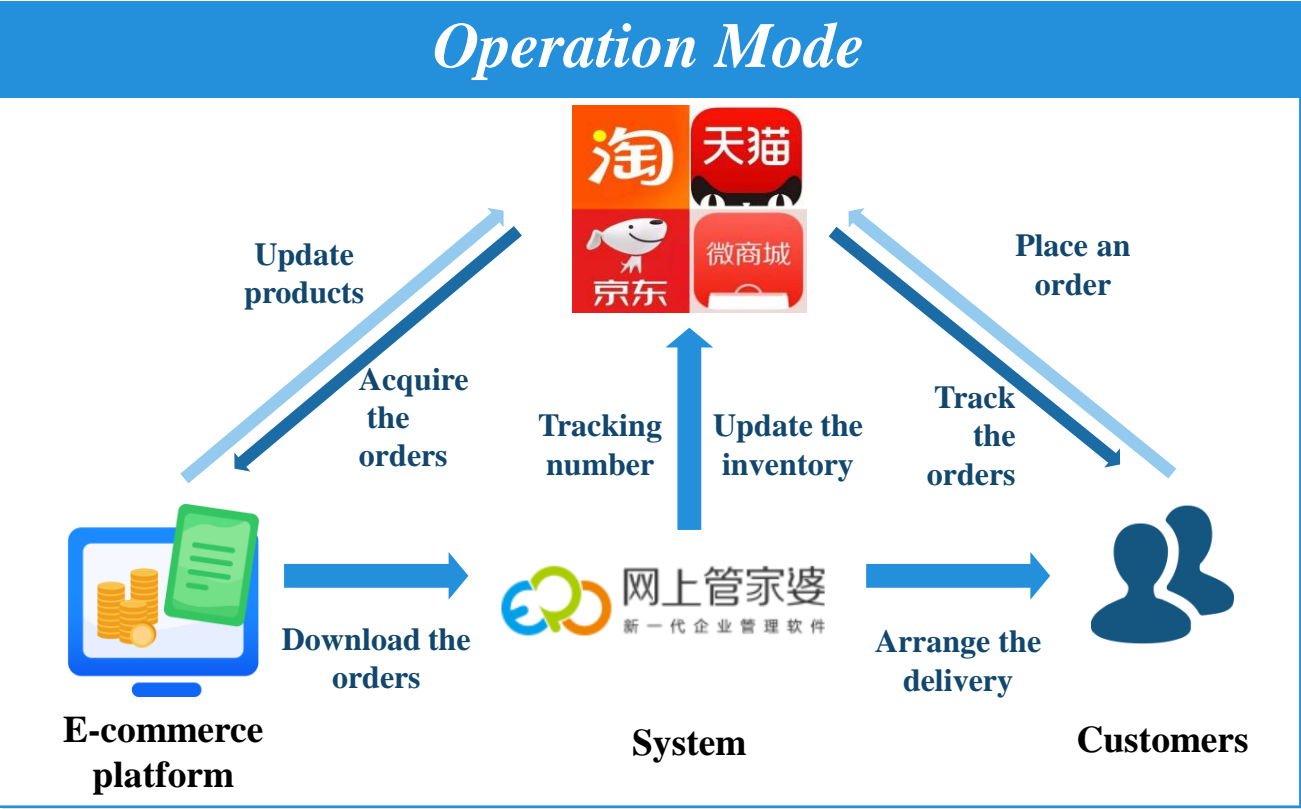 Operation Mode
淘
天猫
京东
微商城
Update
products
Place an
order
Acquire
the
orders
Tracking
number
Update the
inventory
Track
the
orders
网上管家婆
新一代企业管理软件
Download the
orders
Arrange the
delivery
E-commerce
platform
System
Customers